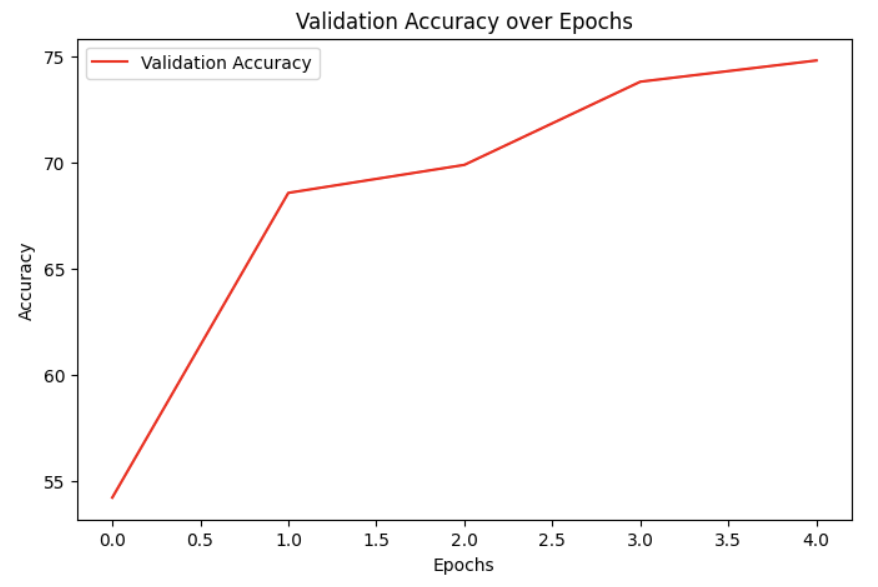 Validation Accuracy over Epochs
Validation Accuracy
75
70
65
60
55
Accuracy
0.0 0.5 1.0 1.5 2.0 2.5 3.0 3.5 4.0
Epochs